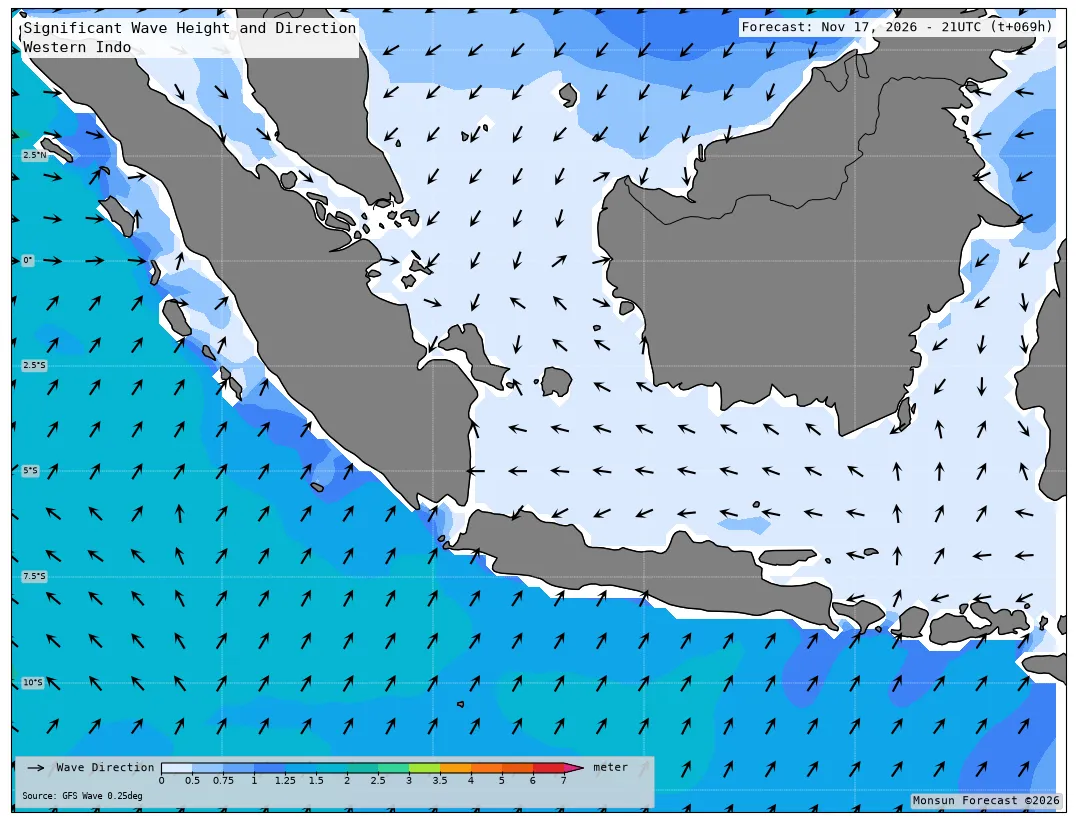 Significant Wave Height and Direction
Western Indo
Forecast: Nov 17, 2026 - 21UTC (t+069h)
2.5°N
0°
2.5°S
5°S
7.5°S
10°S
Wave Direction
meter
0 0.5 0.75 1 1.25 1.5 2 2.5 3 3.5 4 5 6 7
Source: GFS Wave 0.25deg
Monsun Forecast ©2026